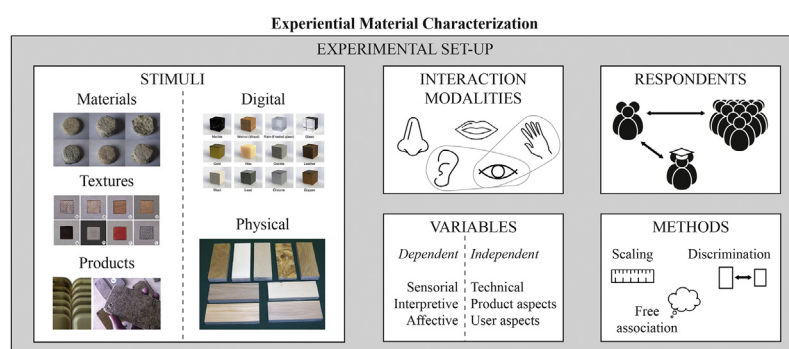 Experiential Material Characterization
EXPERIMENTAL SET-UP
STIMULI
Materials
Textures
Products
Digital
Physical
INTERACTION
MODALITIES
RESPONDENTS
VARIABLES
Dependent
Independent
Sensorial
Technical
Interpretive
Product aspects
Affective
User aspects
METHODS
Scaling
Discrimination
Free
association